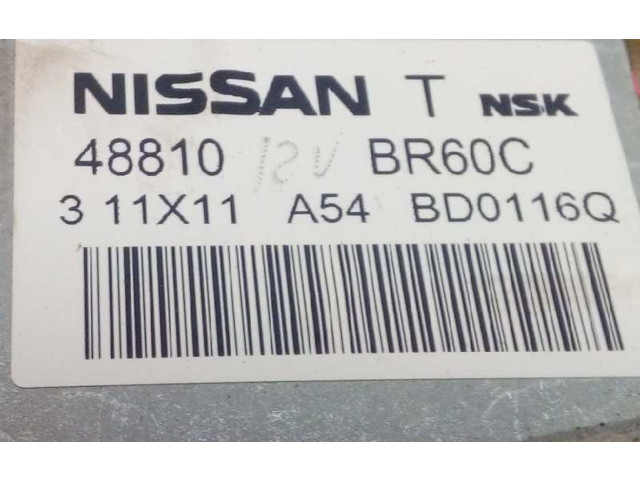 NISSAN T NSK
48810 12V BR60C
3 11X11 A54 BD0116Q